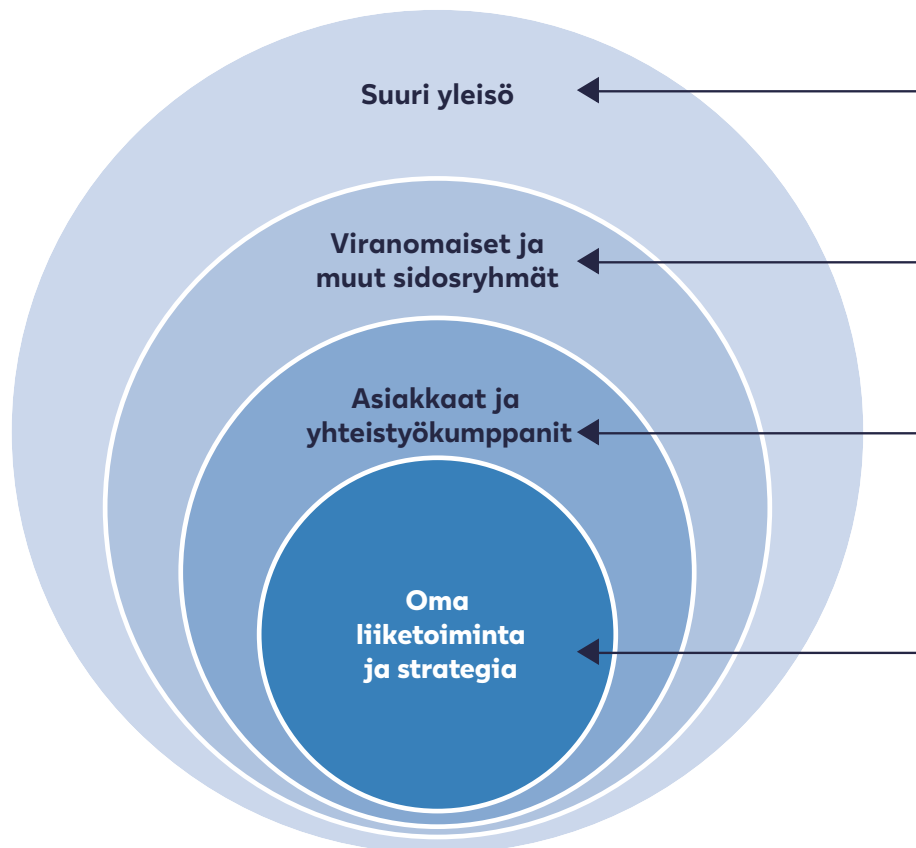 Suuri yleisö
Viranomaiset ja
muut sidosryhmät
Asiakkaat ja
yhteistyökumppanit
Oma
liiketoiminta
ja strategia